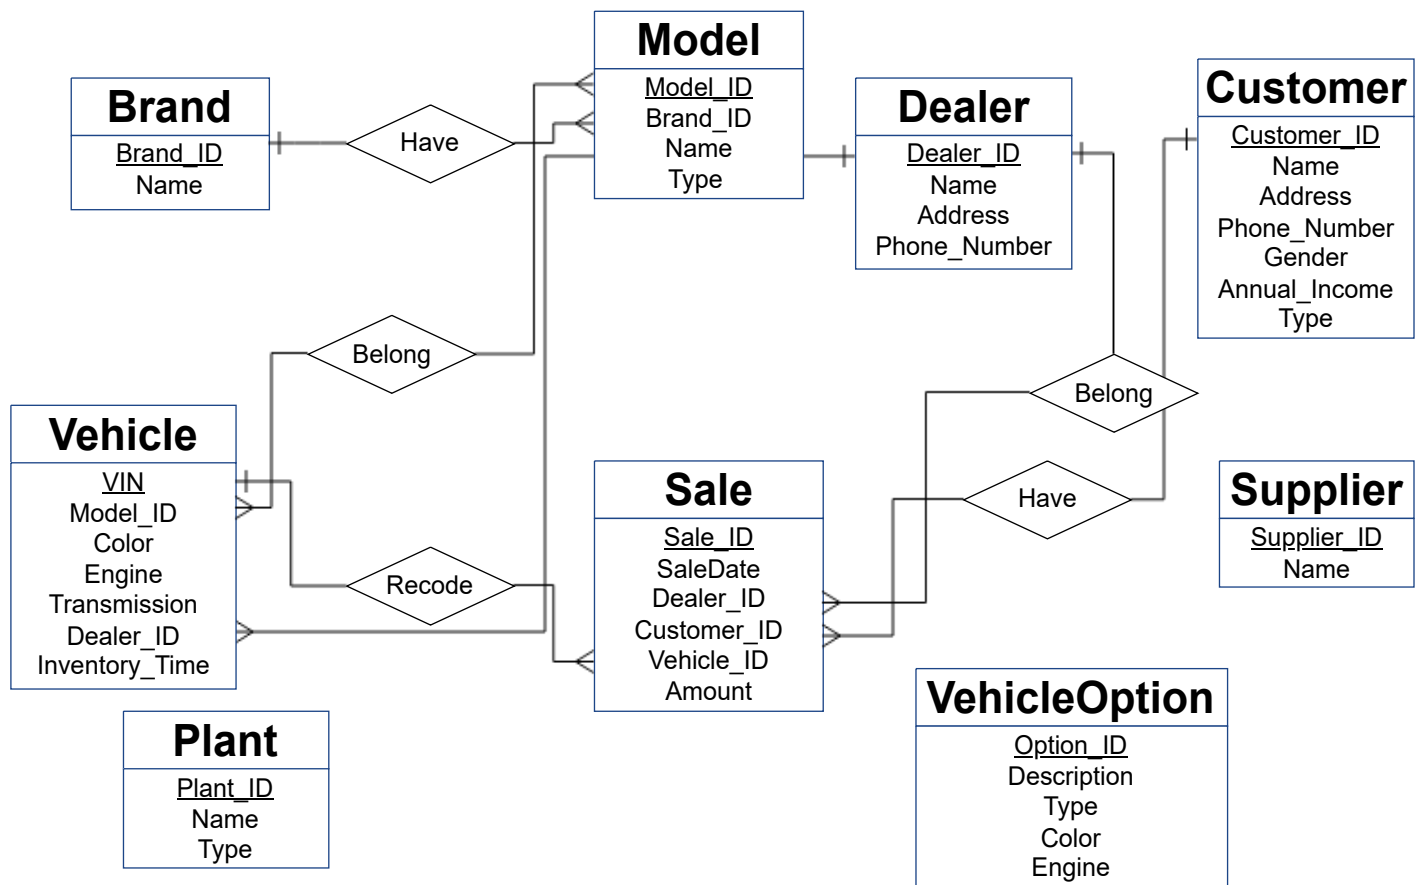 Model
Model_ID
Brand_ID
Name
Type
Brand
Brand_ID
Name
Have
Dealer
Dealer_ID
Name
Address
Phone_Number
Customer
Customer_ID
Name
Address
Phone_Number
Gender
Annual_Income
Type
Belong
Belong
Vehicle
VIN
Model_ID
Color
Engine
Transmission
Dealer_ID
Inventory_Time
Recode
Sale
Sale_ID
SaleDate
Dealer_ID
Customer_ID
Vehicle_ID
Amount
Have
Supplier
Supplier_ID
Name
Plant
Plant_ID
Name
Type
VehicleOption
Option_ID
Description
Type
Color
Engine